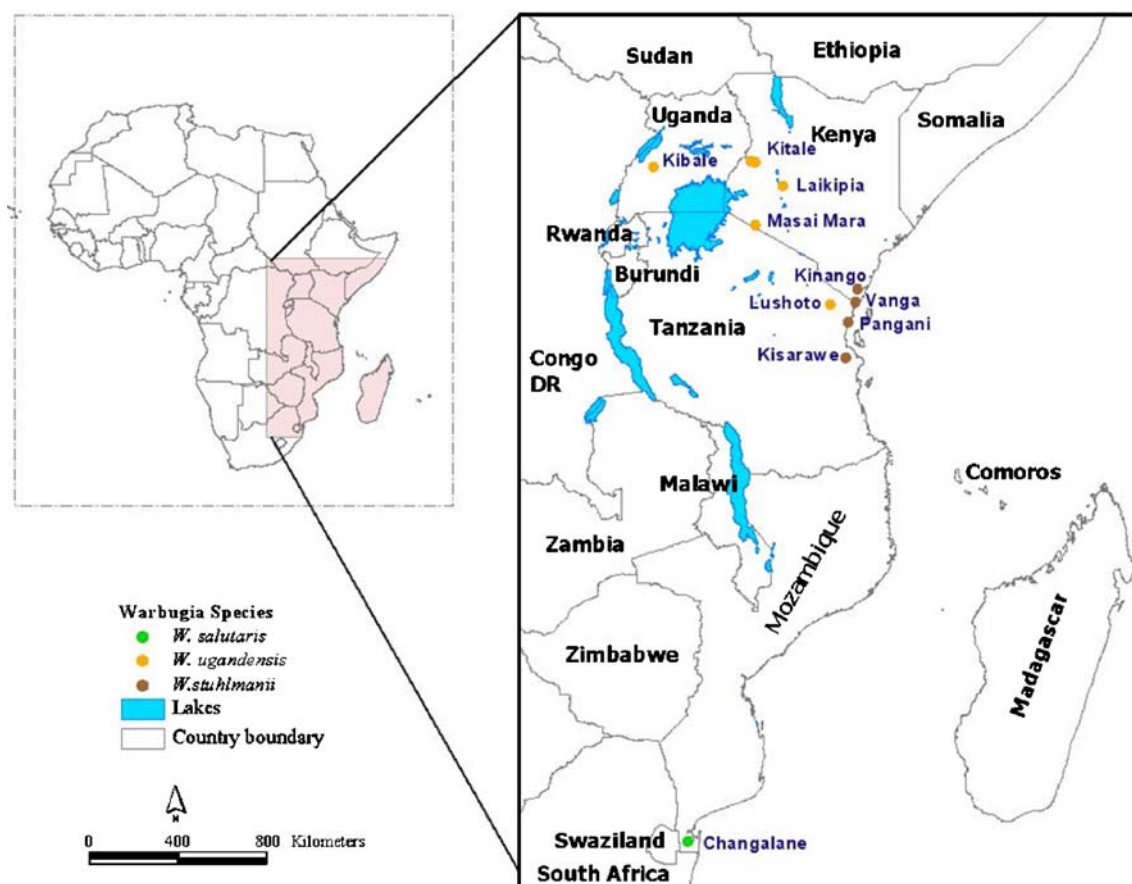 Sudan
Ethiopia
Uganda
Kenya
Somalia
Kibale
Kitale
Laikipia
Masai Mara
Rwanda
Burundi
Kinango
Lushoto
Vanga
Pangani
Tanzania
Kisarawe
Congo
DR
Malawi
Comoros
Zambia
Mozambique
Zimbabwe
Madagascar
Swaziland
Changalane
South Africa
Warbugia Species
W. salutaris
W. ugandensis
W.stuhlmanii
Lakes
Country boundary
N
0 400 800 Kilometers